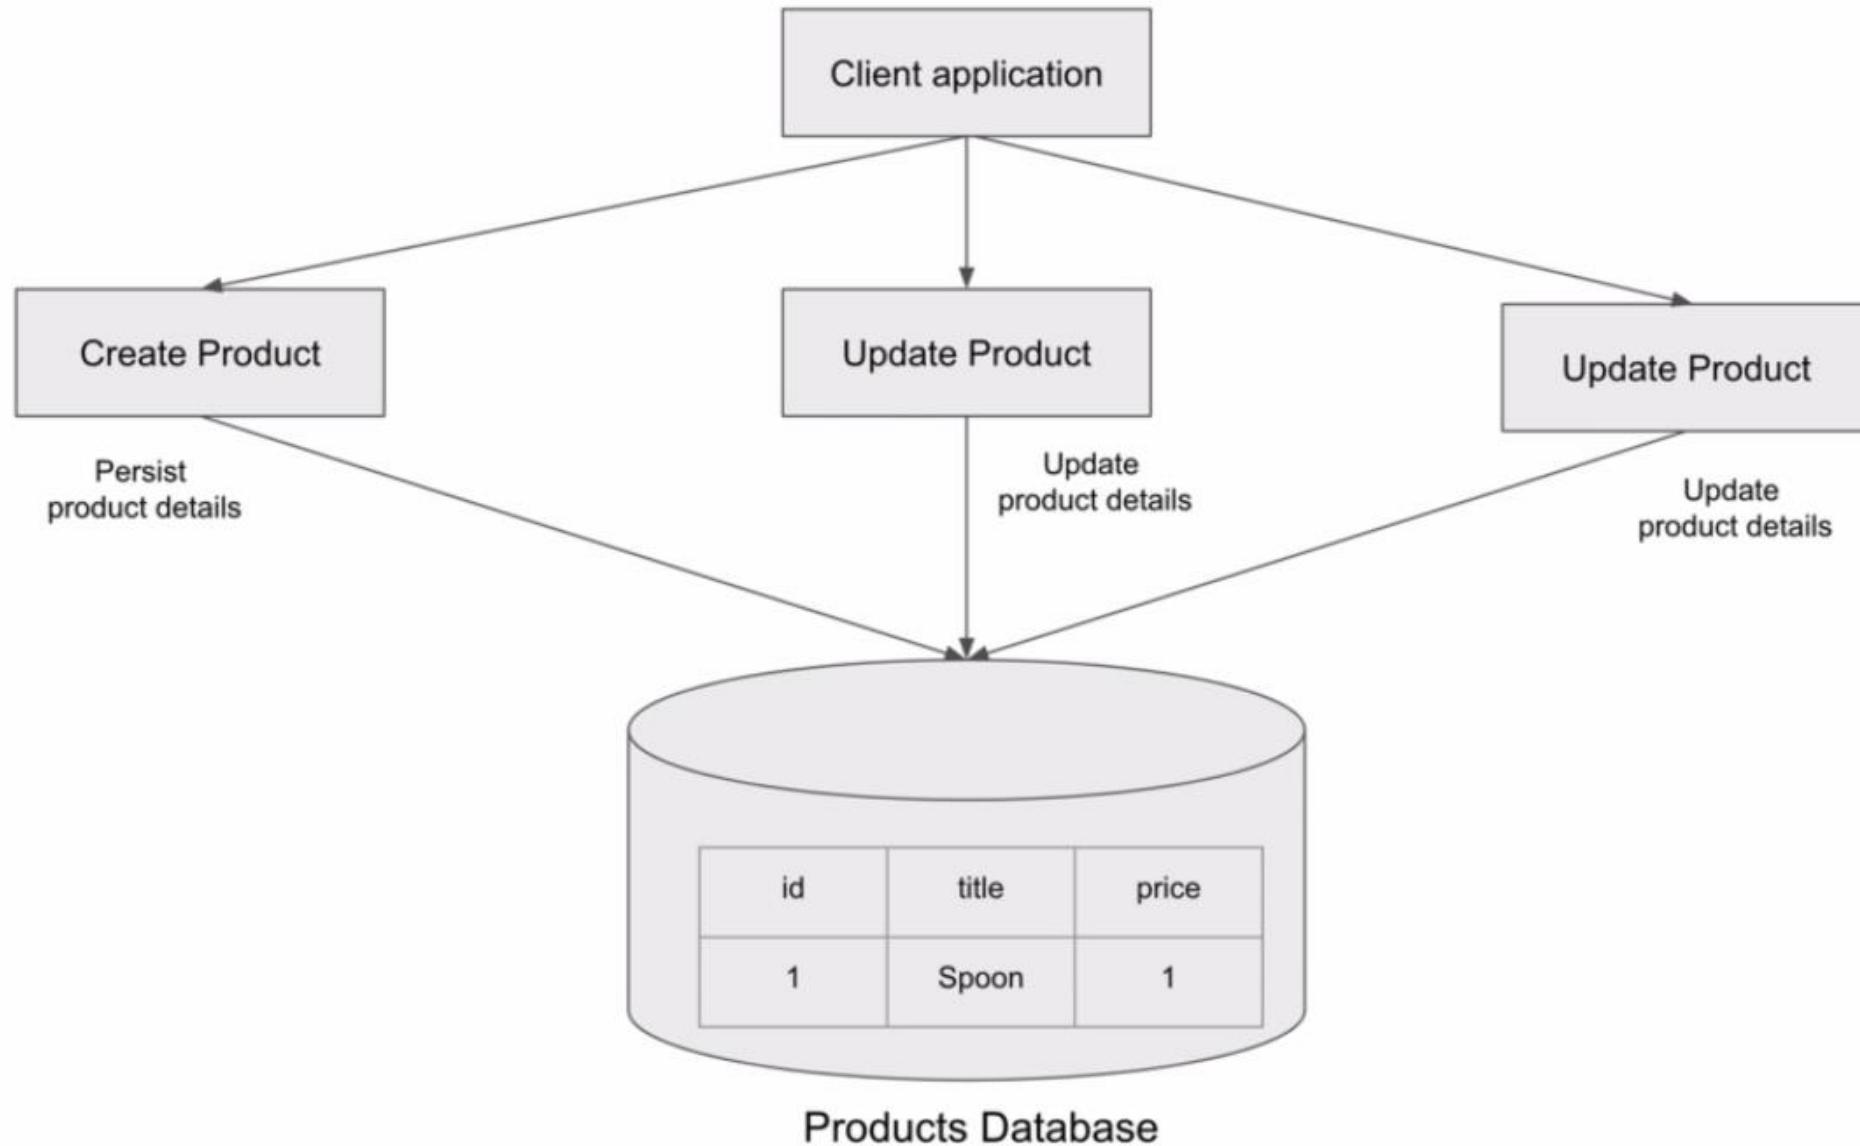 Client application
Create Product
Update Product
Update Product
Persist
product details
Update
product details
Update
product details
id title price
1 Spoon 1
Products Database